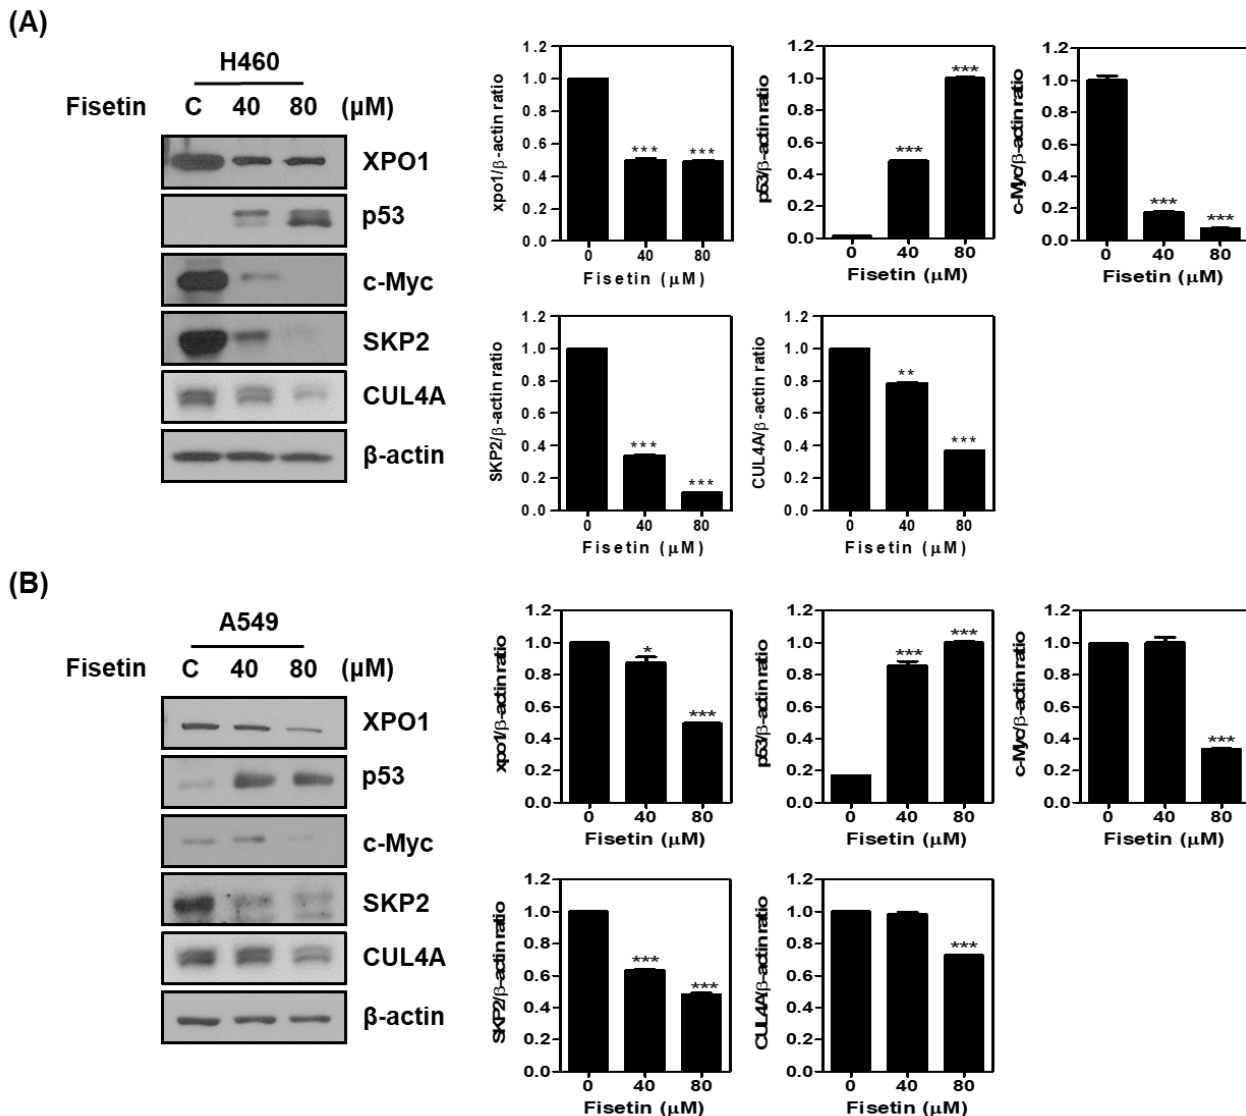 (A)
H460
Fisetin C 40 80 (µM)
XPO1
p53
c-Myc
SKP2
CUL4A
β-actin
xpo1/β-actin ratio
1.2
1.0
0.8
0.6
0.4
0.2
0.0
*** ***
0 40 80
Fisetin (µM)
p53/β-actin ratio
1.2
1.0
0.8
0.6
0.4
0.2
0.0
*** ***
0 40 80
Fisetin (µM)
c-Myc/β-actin ratio
1.2
1.0
0.8
0.6
0.4
0.2
0.0
*** ***
0 40 80
Fisetin (µM)
SKP2/β-actin ratio
1.2
1.0
0.8
0.6
0.4
0.2
0.0
*** ***
0 40 80
Fisetin (µM)
CUL4A/β-actin ratio
1.2
1.0
0.8
0.6
0.4
0.2
0.0
** ***
0 40 80
Fisetin (µM)
(B)
A549
Fisetin C 40 80 (µM)
XPO1
p53
c-Myc
SKP2
CUL4A
β-actin
xpo1/β-actin ratio
1.2
1.0
0.8
0.6
0.4
0.2
0.0
* ***
0 40 80
Fisetin (µM)
p53/β-actin ratio
1.2
1.0
0.8
0.6
0.4
0.2
0.0
*** ***
0 40 80
Fisetin (µM)
c-Myc/β-actin ratio
1.2
1.0
0.8
0.6
0.4
0.2
0.0
***
0 40 80
Fisetin (µM)
SKP2/β-actin ratio
1.2
1.0
0.8
0.6
0.4
0.2
0.0
*** ***
0 40 80
Fisetin (µM)
CUL4A/β-actin ratio
1.2
1.0
0.8
0.6
0.4
0.2
0.0
***
0 40 80
Fisetin (µM)